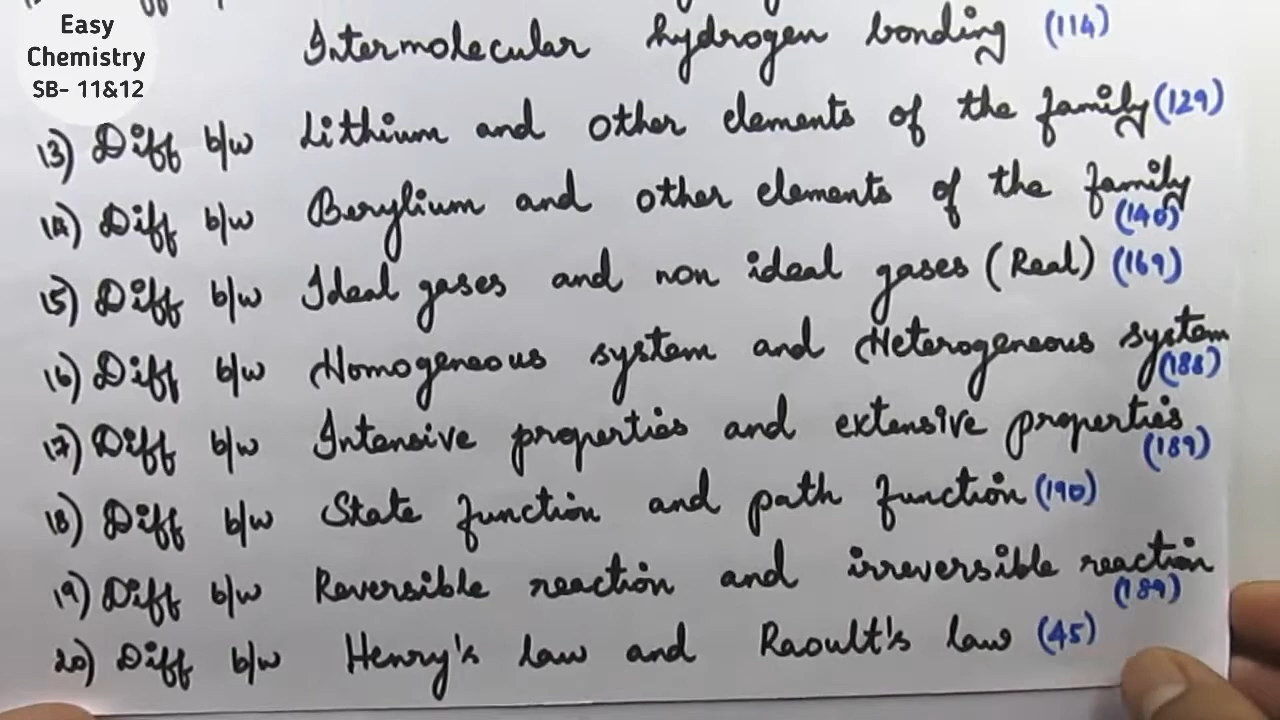 Easy
Chemistry
SB- 11&12
Intermolecular hydrogen bonding (114)
13) Diff b/w Lithium and other elements of the family (129)
14) Diff b/w Berylium and other elements of the family
(140)
15) Diff b/w Ideal gases and non ideal gases (Real) (169)
16) Diff b/w Homogeneous system and Heterogeneous system
(188)
17) Diff b/w Intensive properties and extensive properties
(189)
18) Diff b/w State function and path function (190)
19) Diff b/w Reversible reaction and irreversible reaction
(189)
20) Diff b/w Henry's law and Raoult's law (45)